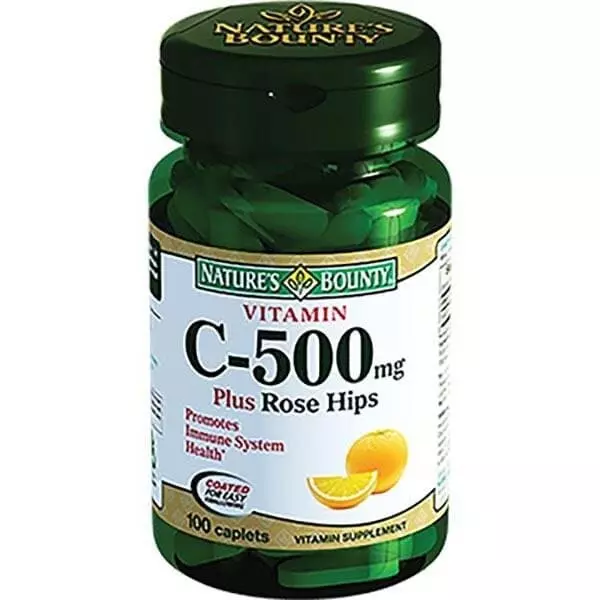 NATURE'S
BOUNTY
NATURE'S BOUNTY®
VITAMIN
C-500mg
Plus Rose Hips
Promotes
Immune System
Health*
COATED
FOR EASY
SWALLOWING
100 caplets
VITAMIN SUPPLEMENT